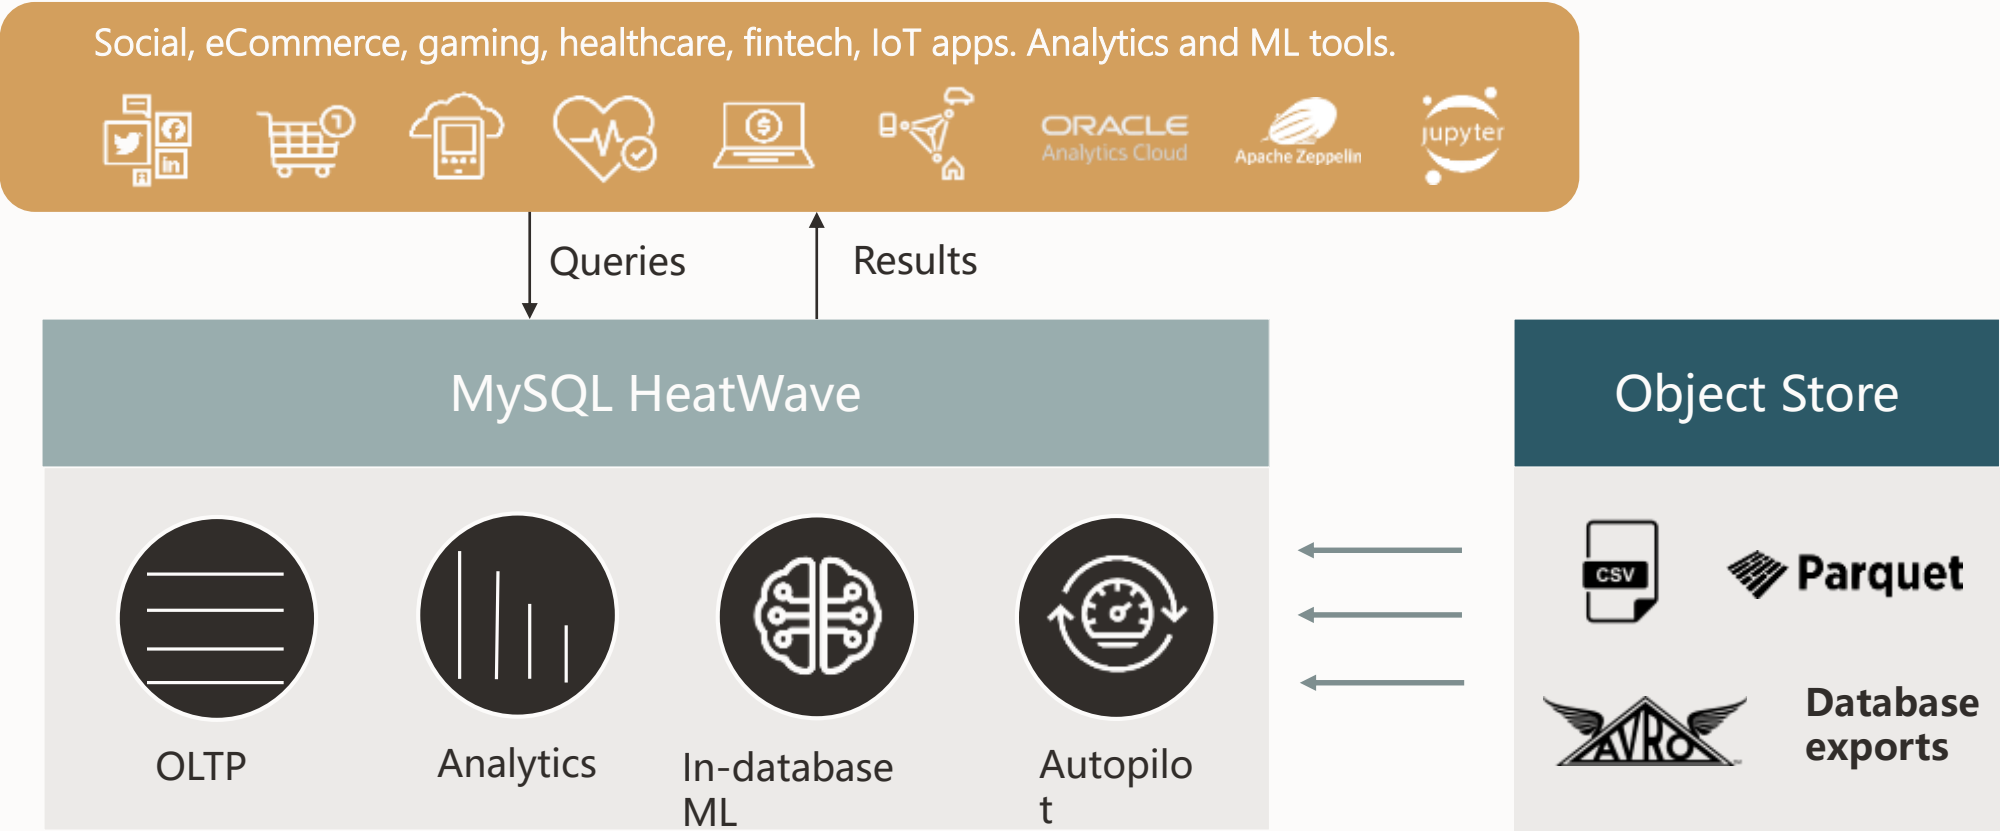 Social, eCommerce, gaming, healthcare, fintech, IoT apps. Analytics and ML tools.
in
ORACLE
Analytics Cloud
Apache Zeppelin
jupyter
Queries
Results
MySQL HeatWave
Object Store
CSV
Parquet
AVRO
Database
exports
OLTP
Analytics
In-database
ML
Autopilo
t